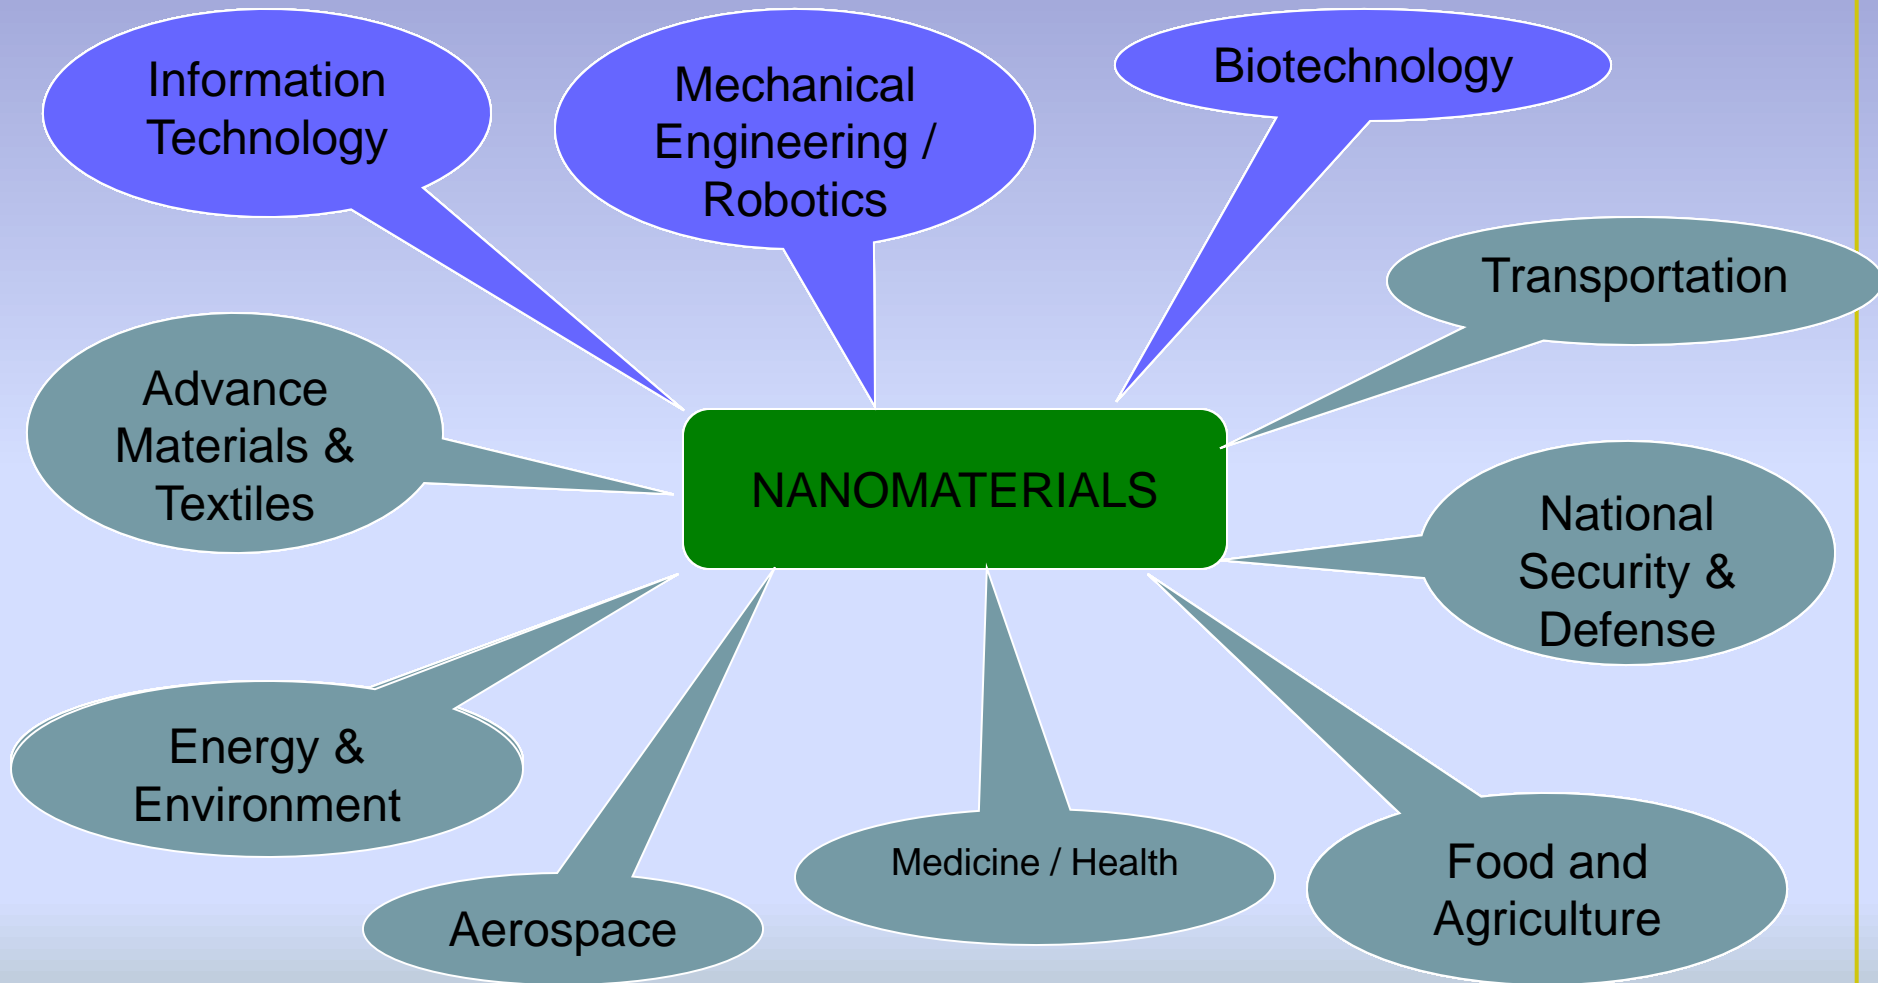 Information
Technology
Mechanical
Engineering /
Robotics
Biotechnology
Transportation
Advance
Materials &
Textiles
NANOMATERIALS
National
Security &
Defense
Energy &
Environment
Aerospace
Medicine / Health
Food and
Agriculture